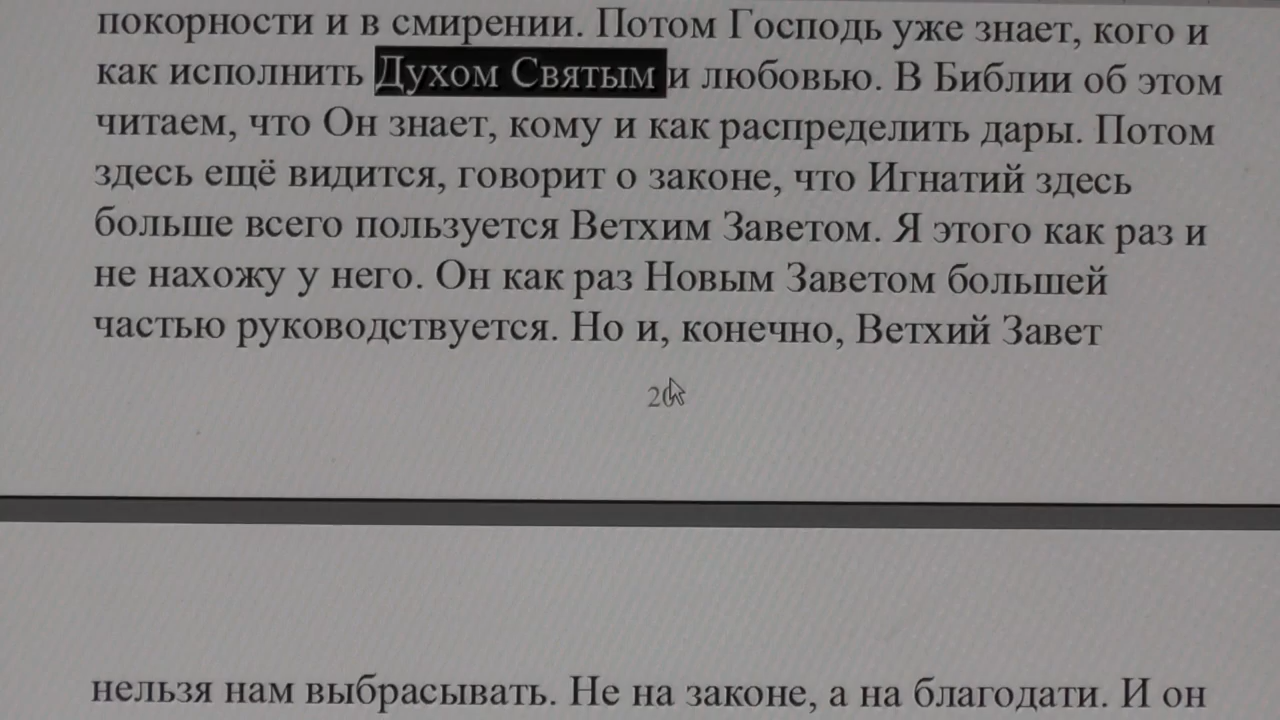 покорности и в смирении. Потом Господь уже знает, кого и
как исполнить Духом Святым и любовью. В Библии об этом
читаем, что Он знает, кому и как распределить дары. Потом
здесь ещё видится, говорит о законе, что Игнатий здесь
больше всего пользуется Ветхим Заветом. Я этого как раз и
не нахожу у него. Он как раз Новым Заветом большей
частью руководствуется. Но и, конечно, Ветхий Завет
нельзя нам выбрасывать. Не на законе, а на благодати. И он